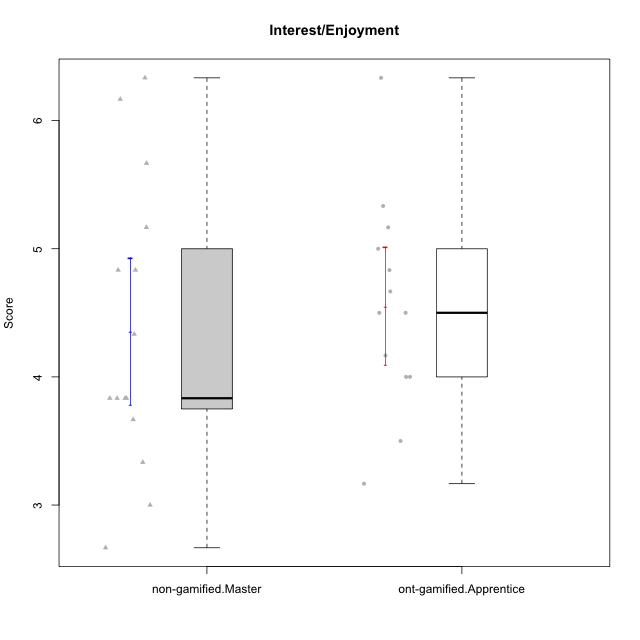 Interest/Enjoyment
Score
6
5
4
3
non-gamified.Master
ont-gamified.Apprentice